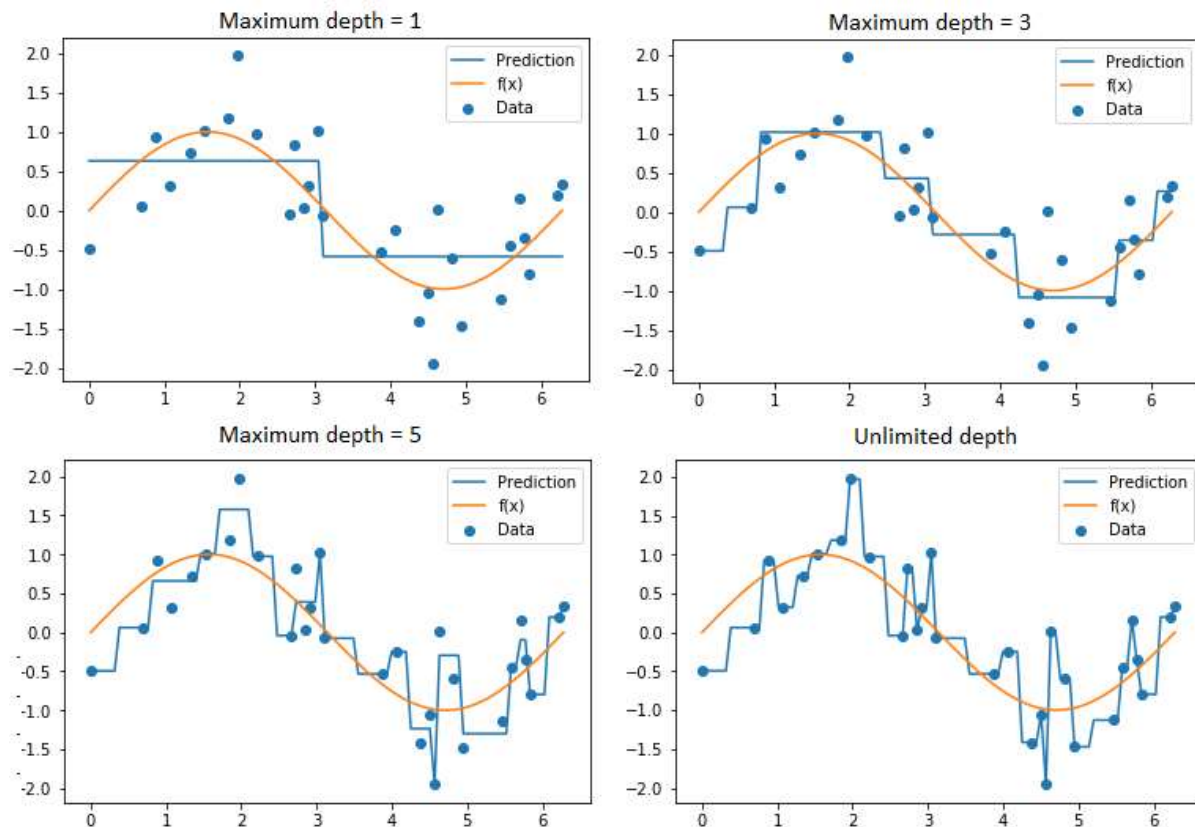 Maximum depth = 1
Prediction
f(x)
Data
2.0
1.5
1.0
0.5
0.0
−0.5
−1.0
−1.5
−2.0
0 1 2 3 4 5 6
Maximum depth = 3
Prediction
f(x)
Data
2.0
1.5
1.0
0.5
0.0
−0.5
−1.0
−1.5
−2.0
0 1 2 3 4 5 6
Maximum depth = 5
Prediction
f(x)
Data
2.0
1.5
1.0
0.5
0.0
-0.5
-1.0
-1.5
-2.0
0 1 2 3 4 5 6
Unlimited depth
Prediction
f(x)
Data
2.0
1.5
1.0
0.5
0.0
−0.5
−1.0
−1.5
−2.0
0 1 2 3 4 5 6